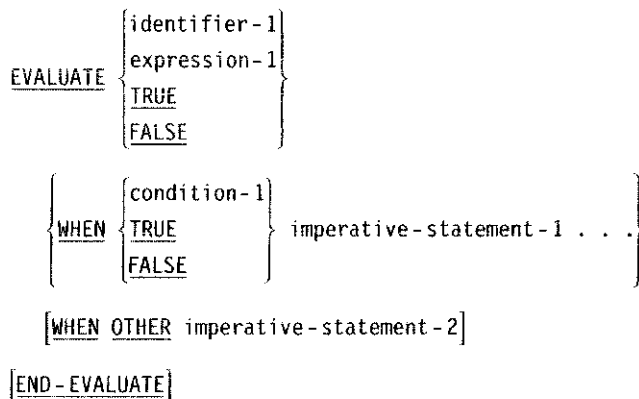 identifier-1
expression-1
EVALUATE
TRUE
FALSE
condition-1
WHEN TRUE imperative-statement-1 . . .
FALSE
[WHEN OTHER imperative-statement-2]
[END-EVALUATE]